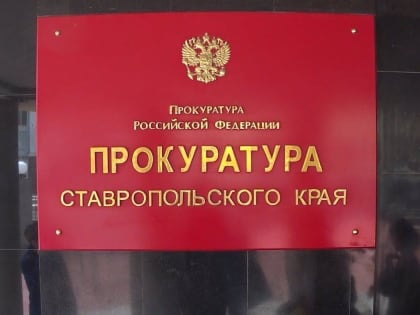 Прокуратура
Российской Федерации
ПРОКУРАТУРА
СТАВРОПОЛЬСКОГО КРАЯ